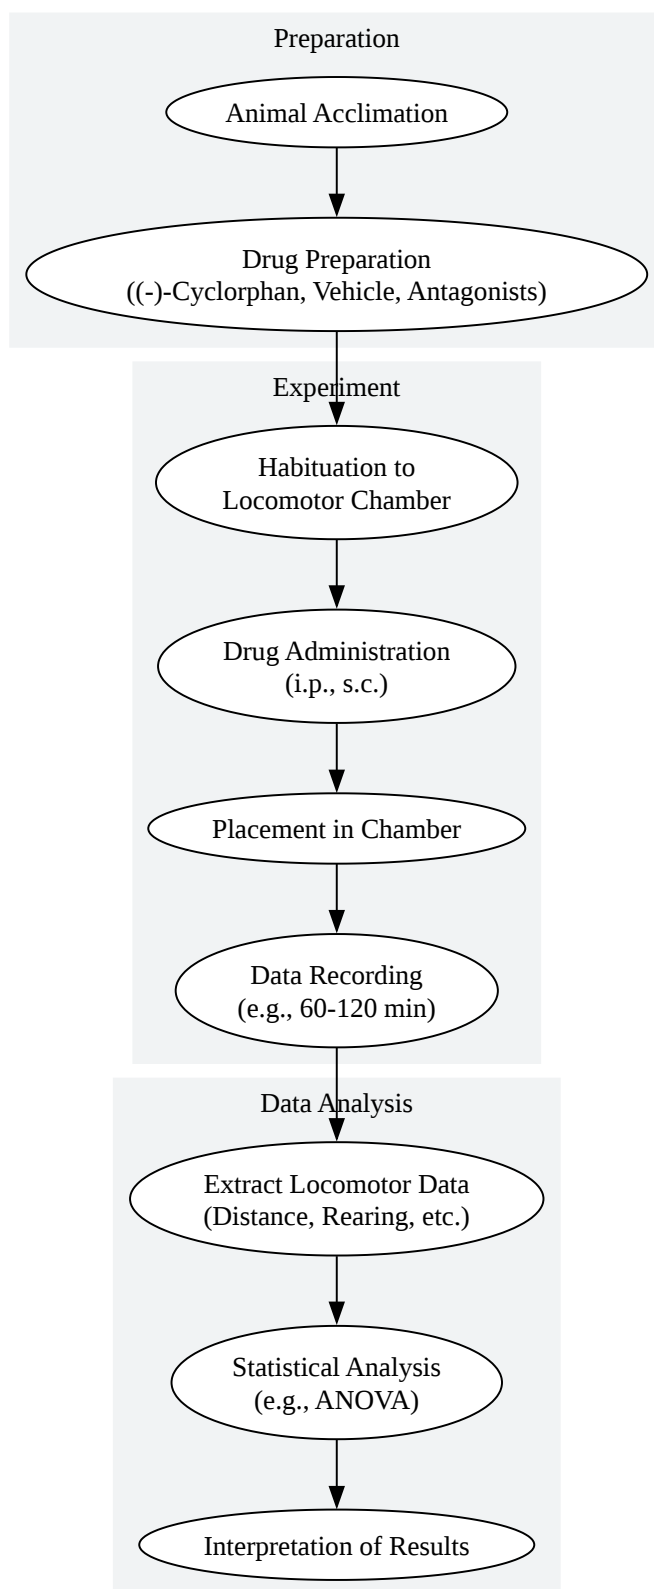 Preparation
Animal Acclimation
Drug Preparation
((-)-Cyclorphan, Vehicle, Antagonists)
Experiment
Habituation to
Locomotor Chamber
Drug Administration
(i.p., s.c.)
Placement in Chamber
Data Recording
(e.g., 60-120 min)
Data Analysis
Extract Locomotor Data
(Distance, Rearing, etc.)
Statistical Analysis
(e.g., ANOVA)
Interpretation of Results